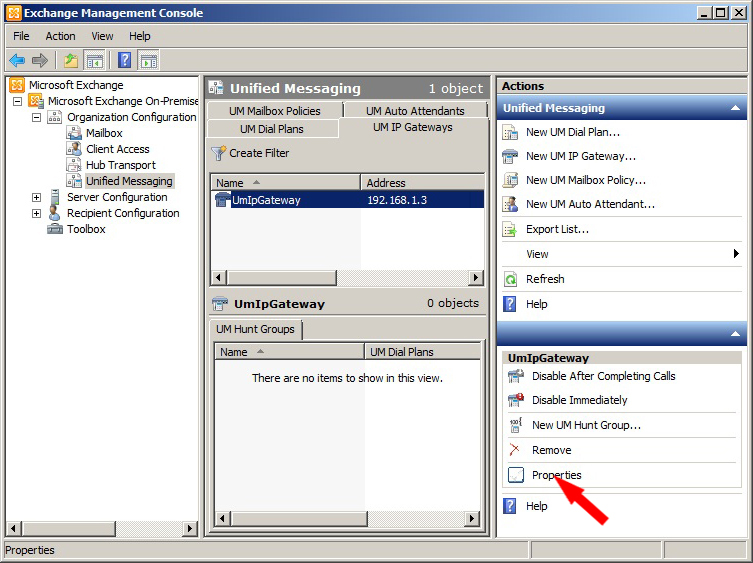 Exchange Management Console
File Action View Help
Microsoft Exchange
Microsoft Exchange On-Premise
Organization Configuration
Mailbox
Client Access
Hub Transport
Unified Messaging
Server Configuration
Recipient Configuration
Toolbox
Unified Messaging 1 object
UM Mailbox Policies UM Auto Attendants
UM Dial Plans UM IP Gateways
Create Filter
Name Address
UmIpGateway 192.168.1.3
UmIpGateway 0 objects
UM Hunt Groups
Name UM Dial Plans
There are no items to show in this view.
Actions
Unified Messaging
New UM Dial Plan...
New UM IP Gateway...
New UM Mailbox Policy...
New UM Auto Attendant...
Export List...
View
Refresh
Help
UmIpGateway
Disable After Completing Calls
Disable Immediately
New UM Hunt Group...
Remove
Properties
Help
Properties